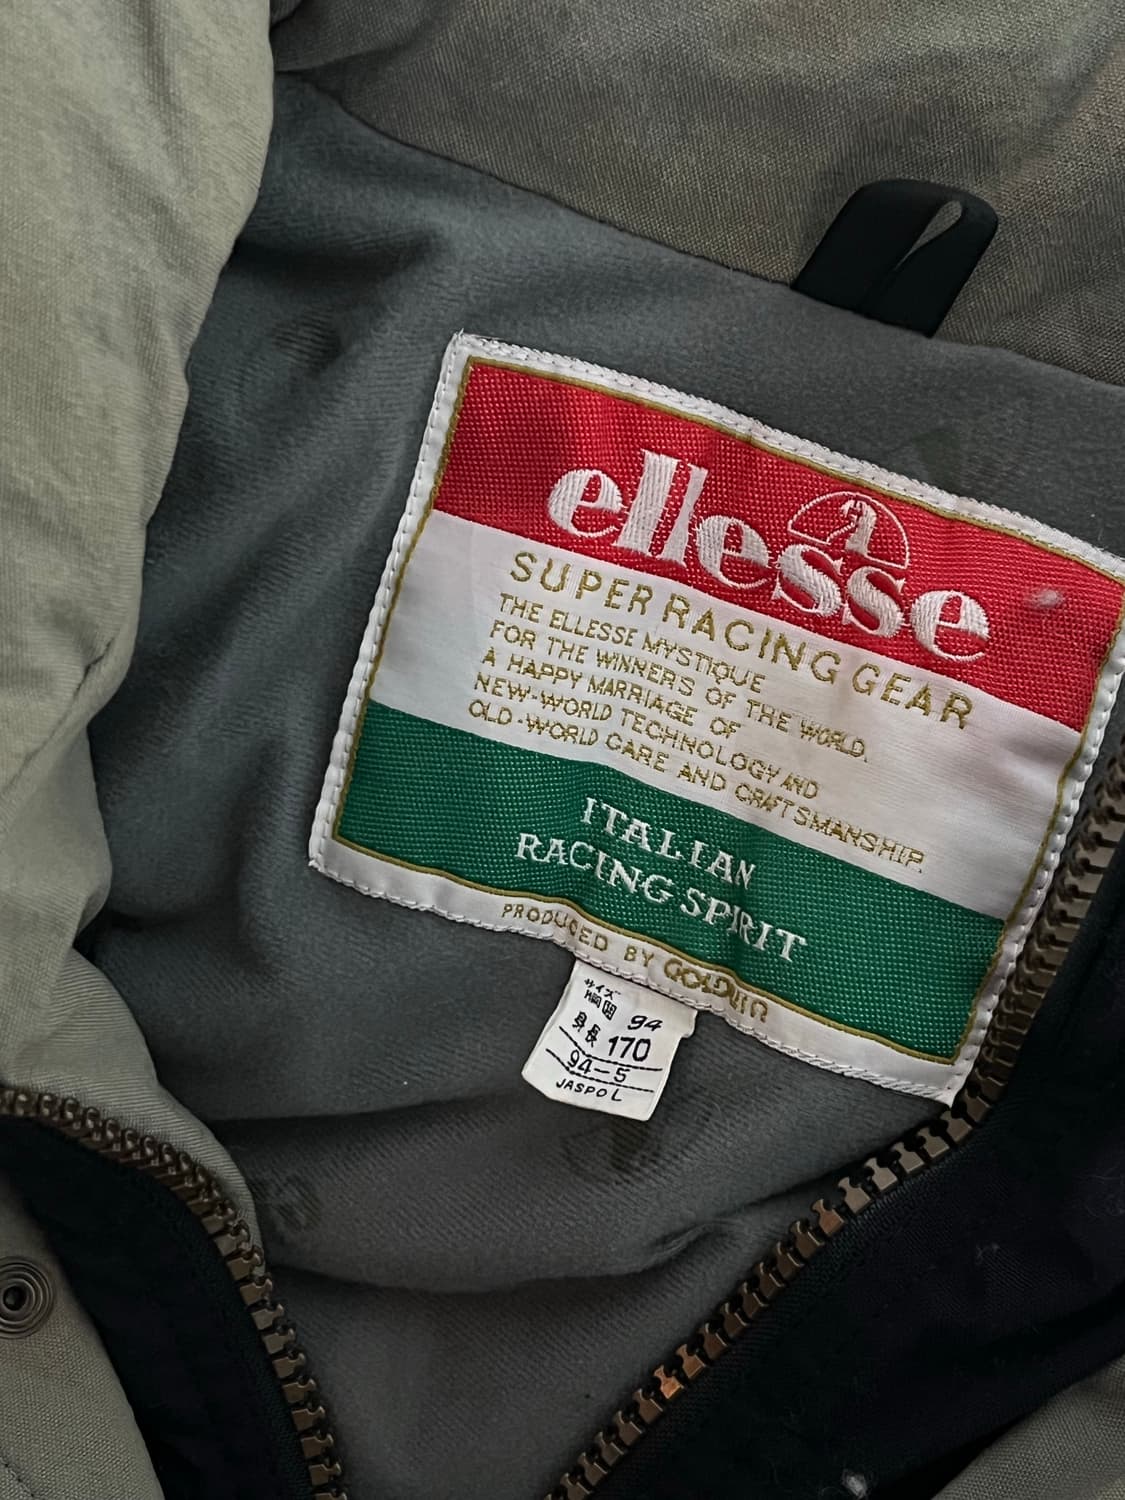 ellesse
SUPER RACING GEAR
THE ELLESSE MYSTIQUE
FOR THE WINNERS OF THE WORLD.
A HAPPY MARRIAGE OF
NEW-WORLD TECHNOLOGY AND
OLD-WORLD CARE AND CRAFTSMANSHIP.
ITALIAN
RACING SPIRIT
PRODUCED BY GOLDWIN
サイズ
胸囲 94
身長 170
94-5
JASPOL